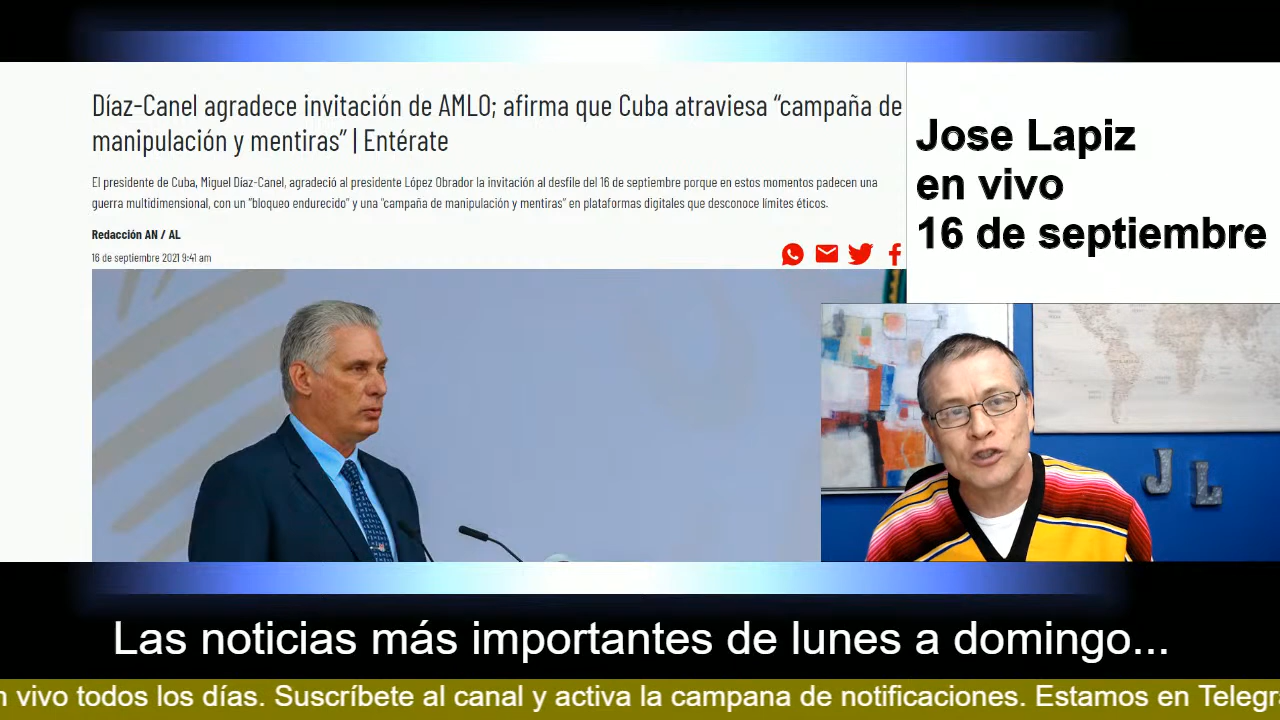 Díaz-Canel agradece invitación de AMLO; afirma que Cuba atraviesa “campaña de
manipulación y mentiras” | Entérate
El presidente de Cuba, Miguel Díaz-Canel, agradeció al presidente López Obrador la invitación al desfile del 16 de septiembre porque en estos momentos padecen una
guerra multidimensional, con un “bloqueo endurecido” y una “campaña de manipulación y mentiras” en plataformas digitales que desconoce límites éticos.
Redacción AN / AL
16 de septiembre 2021 9:41 am
Jose Lapiz
en vivo
16 de septiembre
JL
Las noticias más importantes de lunes a domingo...
n vivo todos los días. Suscríbete al canal y activa la campana de notificaciones. Estamos en Telegra